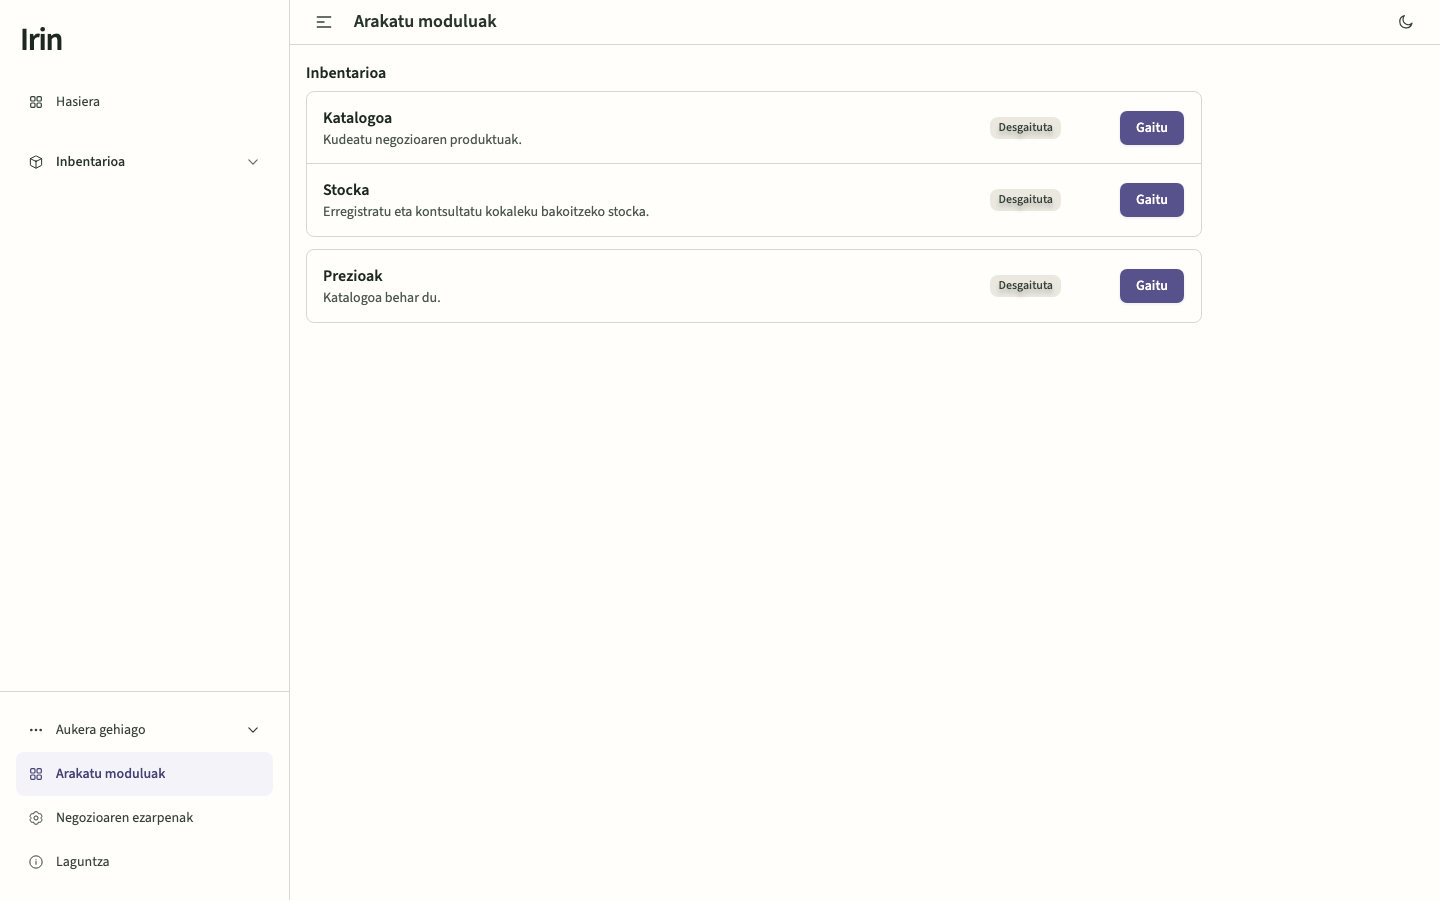 Irin
Hasiera
Inbentarioa
Aukera gehiago
Arakatu moduluak
Negozioaren ezarpenak
Laguntza
Arakatu moduluak
Inbentarioa
Katalogoa
Kudeatu negozioaren produktuak.
Desgaituta
Gaitu
Stocka
Erregistratu eta kontsultatu kokaleku bakoitzeko stocka.
Desgaituta
Gaitu
Prezioak
Katalogoa behar du.
Desgaituta
Gaitu